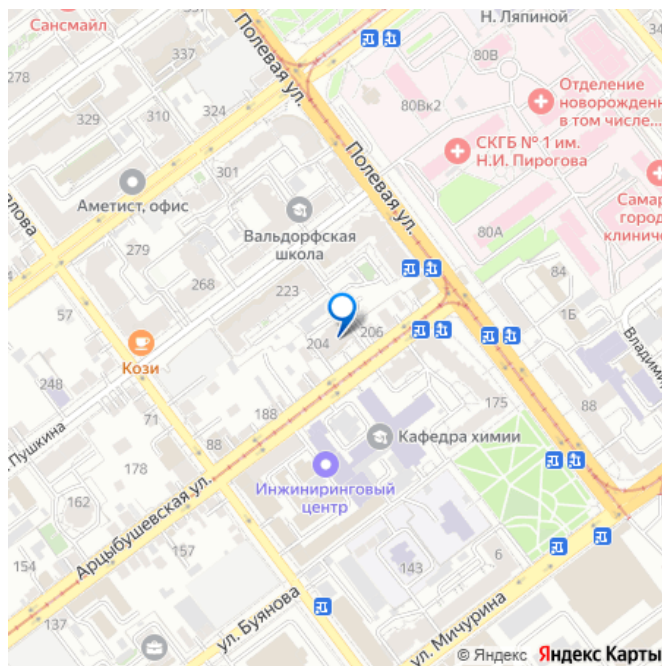 Сансмайл
278
329
310
324
Полевая ул.
Н. Ляпиной
80В
80Вк2
Отделение
новорожден
в том числе...
СКГБ № 1 им.
Н.И. Пирогова
Полевая ул.
Самар
город
клиниче
80А
301
Аметист, офис
Вальдорфская
школа
279
268
223
84
1Б
57
204
206
Кози
248
71
188
88
175
88
Кафедра химии
178
Инжиниринговый
центр
162
154
Арцыбушевская ул.
157
143
6
137
ул. Буянова
ул. Мичурина
Пушкина
© Яндекс
Яндекс Карты